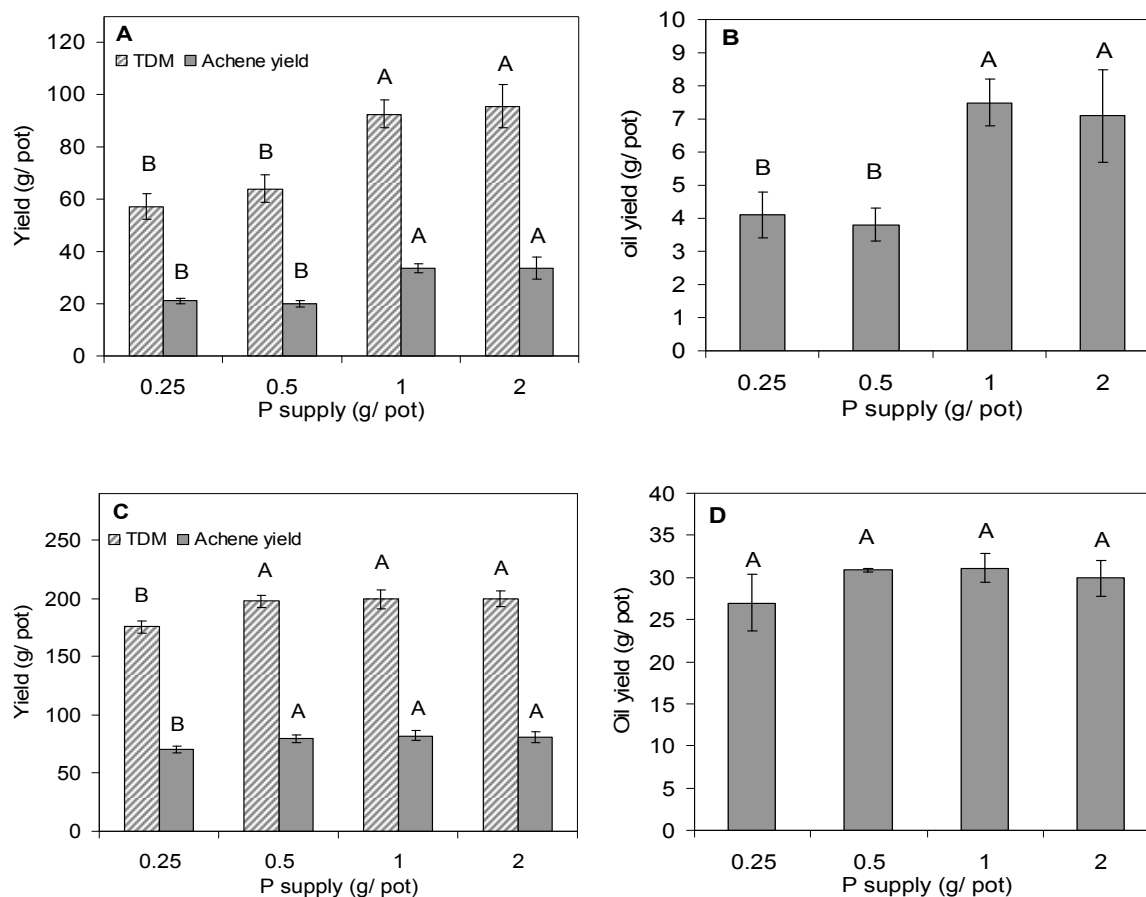 A
TDM Achene yield
Yield (g/ pot)
120
100
80
60
40
20
0
B B A A
B B A A
0.25 0.5 1 2
P supply (g/ pot)
B
oil yield (g/ pot)
10
9
8
7
6
5
4
3
2
1
0
B B A A
0.25 0.5 1 2
P supply (g/ pot)
C
TDM Achene yield
Yield (g/ pot)
250
200
150
100
50
0
B A A A
B A A A
0.25 0.5 1 2
P supply (g/ pot)
D
Oil yield (g/ pot)
40
35
30
25
20
15
10
5
0
A A A A
0.25 0.5 1 2
P supply (g/ pot)